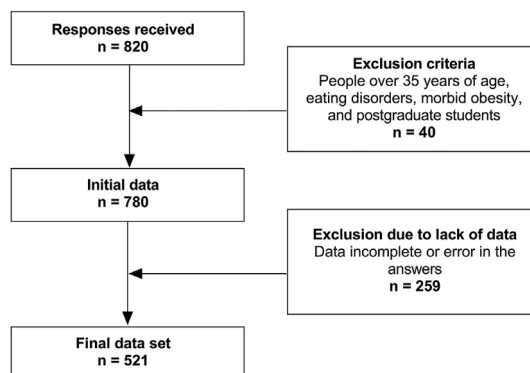 Responses received
n = 820
Exclusion criteria
People over 35 years of age,
eating disorders, morbid obesity,
and postgraduate students
n = 40
Initial data
n = 780
Exclusion due to lack of data
Data incomplete or error in the
answers
n = 259
Final data set
n = 521